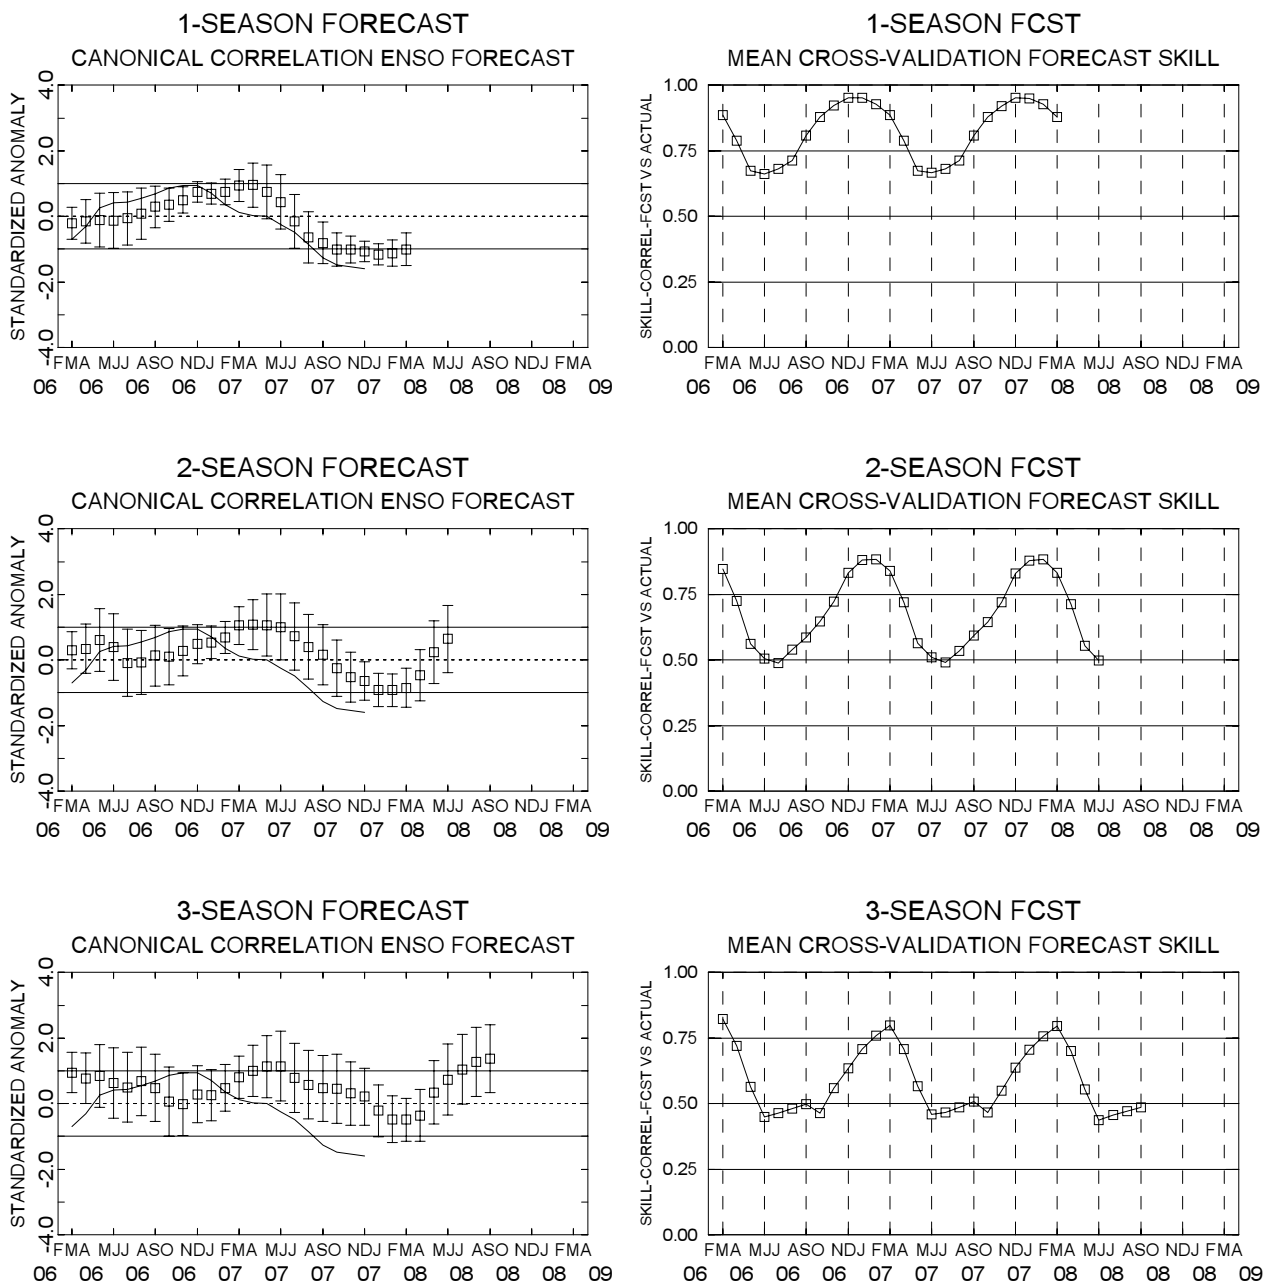 1-SEASON FORECAST
CANONICAL CORRELATION ENSO FORECAST
STANDARDIZED ANOMALY
4.0
2.0
0.0
-2.0
-4.0
FMA MJJ ASO NDJ FMA MJJ ASO NDJ FMA MJJ ASO NDJ FMA
06 06 06 06 07 07 07 07 08 08 08 08 09
1-SEASON FCST
MEAN CROSS-VALIDATION FORECAST SKILL
SKILL-CORREL-FCST VS ACTUAL
1.00
0.75
0.50
0.25
0.00
FMA MJJ ASO NDJ FMA MJJ ASO NDJ FMA MJJ ASO NDJ FMA
06 06 06 06 07 07 07 07 08 08 08 08 09
2-SEASON FORECAST
CANONICAL CORRELATION ENSO FORECAST
STANDARDIZED ANOMALY
4.0
2.0
0.0
-2.0
-4.0
FMA MJJ ASO NDJ FMA MJJ ASO NDJ FMA MJJ ASO NDJ FMA
06 06 06 06 07 07 07 07 08 08 08 08 09
2-SEASON FCST
MEAN CROSS-VALIDATION FORECAST SKILL
SKILL-CORREL-FCST VS ACTUAL
1.00
0.75
0.50
0.25
0.00
FMA MJJ ASO NDJ FMA MJJ ASO NDJ FMA MJJ ASO NDJ FMA
06 06 06 06 07 07 07 07 08 08 08 08 09
3-SEASON FORECAST
CANONICAL CORRELATION ENSO FORECAST
STANDARDIZED ANOMALY
4.0
2.0
0.0
-2.0
-4.0
FMA MJJ ASO NDJ FMA MJJ ASO NDJ FMA MJJ ASO NDJ FMA
06 06 06 06 07 07 07 07 08 08 08 08 09
3-SEASON FCST
MEAN CROSS-VALIDATION FORECAST SKILL
SKILL-CORREL-FCST VS ACTUAL
1.00
0.75
0.50
0.25
0.00
FMA MJJ ASO NDJ FMA MJJ ASO NDJ FMA MJJ ASO NDJ FMA
06 06 06 06 07 07 07 07 08 08 08 08 09